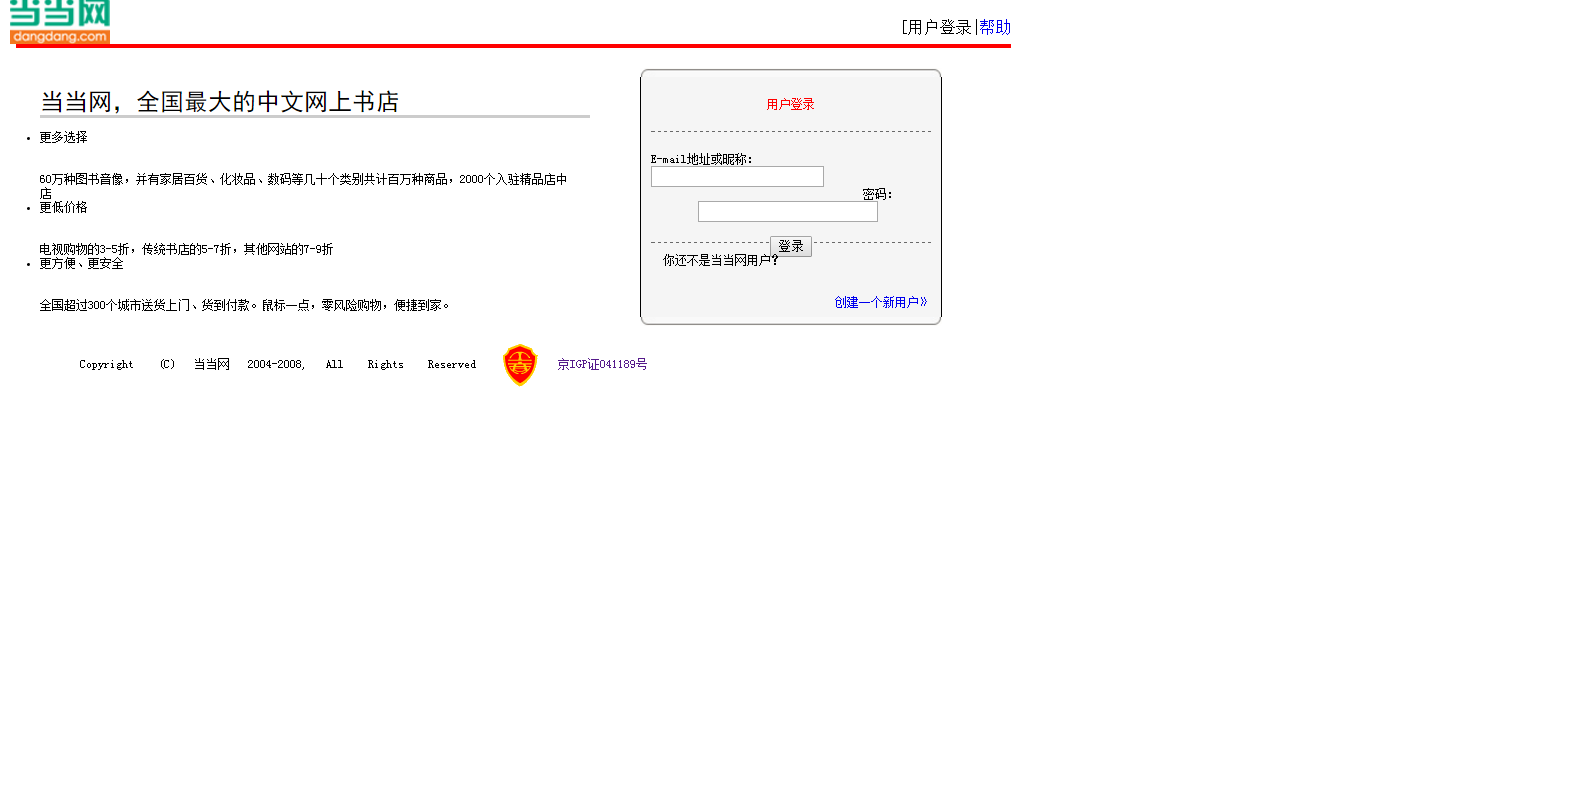 当当网
dangdang.com
[用户登录|帮助
当当网，全国最大的中文网上书店
• 更多选择
60万种图书音像，并有家居百货、化妆品、数码等几十个类别共计百万种商品，2000个入驻精品店中
店
• 更低价格
电视购物的3-5折，传统书店的5-7折，其他网站的7-9折
• 更方便、更安全
全国超过300个城市送货上门、货到付款。鼠标一点，零风险购物，便捷到家。
用户登录
E-mail地址或昵称：
密码：
登录
你还不是当当网用户？
创建一个新用户》
Copyright (C) 当当网 2004-2008, All Rights Reserved 京IGP证041189号